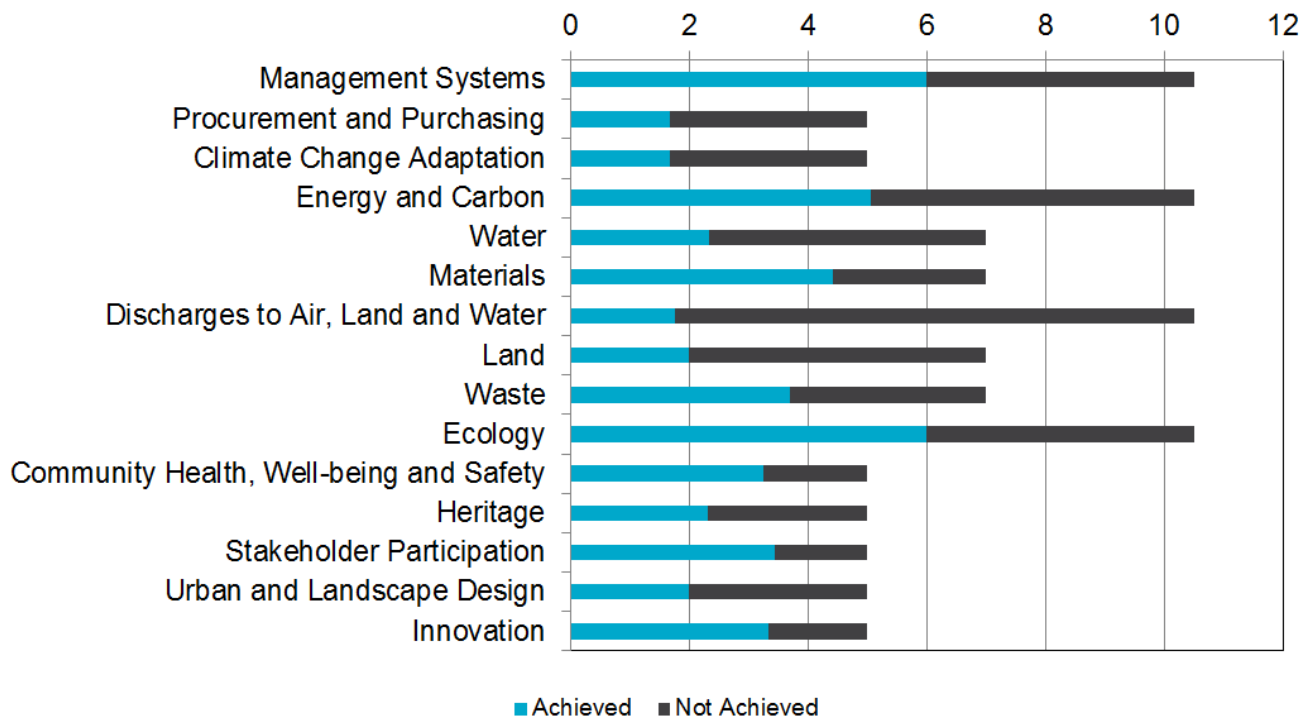 0 2 4 6 8 10 12
Management Systems
Procurement and Purchasing
Climate Change Adaptation
Energy and Carbon
Water
Materials
Discharges to Air, Land and Water
Land
Waste
Ecology
Community Health, Well-being and Safety
Heritage
Stakeholder Participation
Urban and Landscape Design
Innovation
Achieved Not Achieved